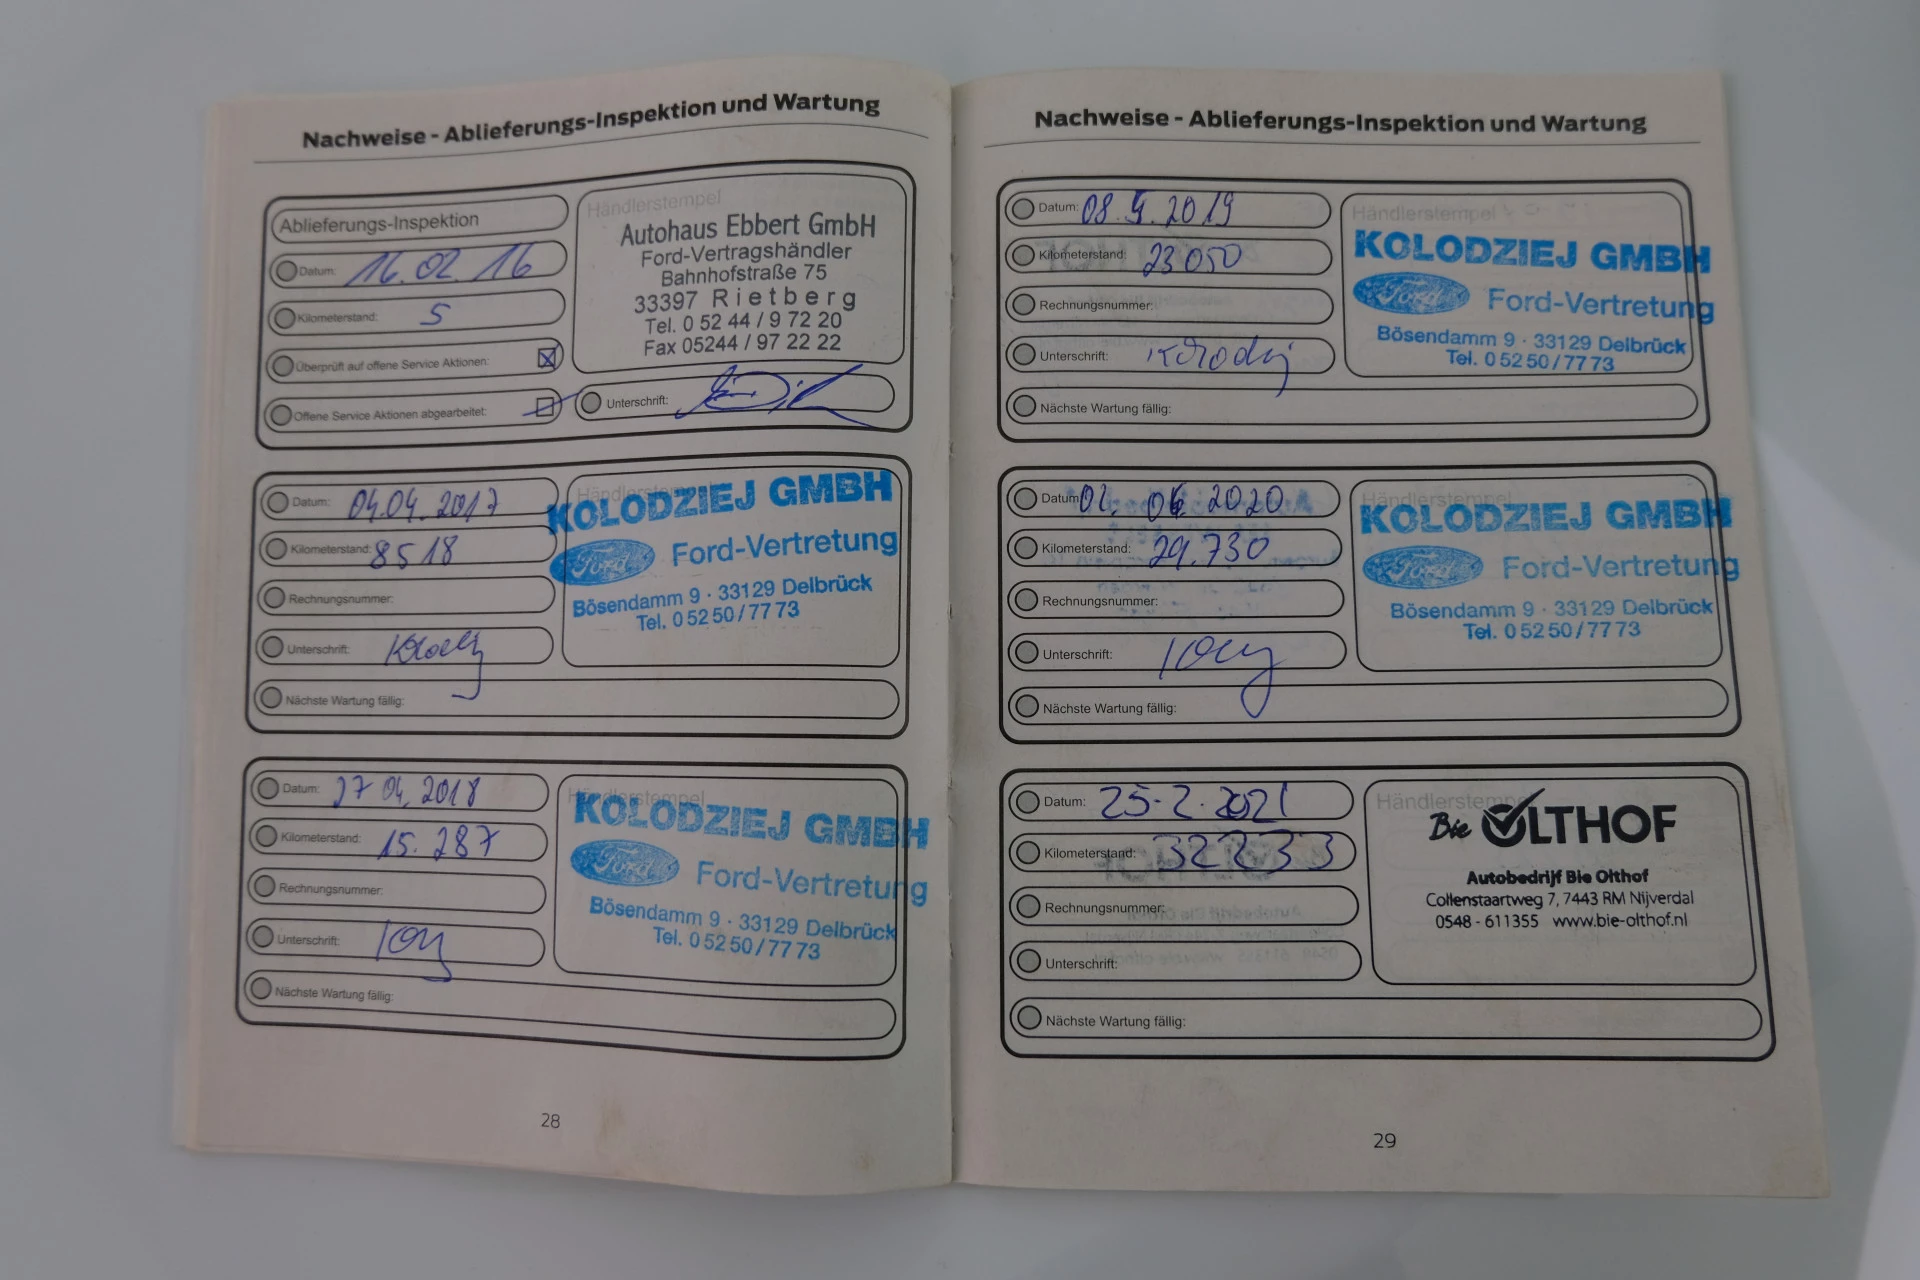 Nachweise - Ablieferungs-Inspektion und Wartung
Ablieferungs-Inspektion
Datum: 16.02.16
Kilometerstand: 5
Überprüft auf offene Service Aktionen:
Offene Service Aktionen abgearbeitet:
Händlerstempel
Autohaus Ebbert GmbH
Ford-Vertragshändler
Bahnhofstraße 75
33397 Rietberg
Tel. 0 52 44 / 9 72 20
Fax 05244 / 97 22 22
Unterschrift:
Datum: 04.04.2017
Kilometerstand: 8518
Rechnungsnummer:
Unterschrift:
Nächste Wartung fällig:
Händlerstempel
KOLODZIEJ GMBH
Ford Ford-Vertretung
Bösendamm 9 · 33129 Delbrück
Tel. 0 52 50 / 77 73
Datum: 27 04. 2018
Kilometerstand: 15.287
Rechnungsnummer:
Unterschrift:
Nächste Wartung fällig:
Händlerstempel
KOLODZIEJ GMBH
Ford Ford-Vertretung
Bösendamm 9 · 33129 Delbrück
Tel. 0 52 50 / 77 73
28
Nachweise - Ablieferungs-Inspektion und Wartung
Datum: 2019
Kilometerstand: 23050
Rechnungsnummer:
Unterschrift:
Nächste Wartung fällig:
Händlerstempel
KOLODZIEJ GMBH
Ford Ford-Vertretung
Bösendamm 9 · 33129 Delbrück
Tel. 0 52 50 / 77 73
Datum: 2020
Kilometerstand: 29.730
Rechnungsnummer:
Unterschrift:
Nächste Wartung fällig:
Händlerstempel
KOLODZIEJ GMBH
Ford Ford-Vertretung
Bösendamm 9 · 33129 Delbrück
Tel. 0 52 50 / 77 73
Datum: 25-2-2021
Kilometerstand: 32233
Rechnungsnummer:
Unterschrift:
Nächste Wartung fällig:
Händlerstempel
Bie OLTHOF
Autobedrijf Bie Olthof
Collenstaartweg 7, 7443 RM Nijverdal
0548 - 611355 www.bie-olthof.nl
29